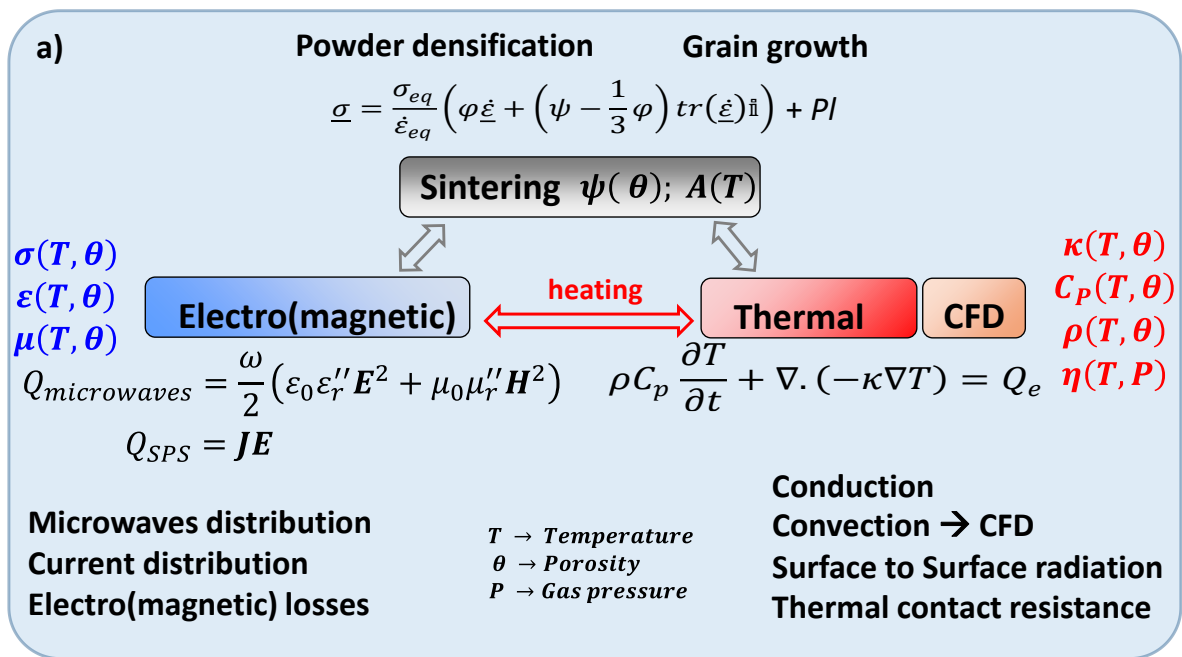 a)
Powder densification Grain growth
σ = σ_eq/ε̇_eq (φε̇ + (ψ − 1/3 φ) tr(ε̇)𝕚) + Pl
Sintering ψ( θ); A(T)
σ(T, θ)
ε(T, θ)
μ(T, θ)
Electro(magnetic)
heating
Thermal
CFD
κ(T, θ)
C_P(T, θ)
ρ(T, θ)
η(T, P)
Q_microwaves = ω/2 (ε₀ε_r′′E² + μ₀μ_r′′H²)
ρC_p ∂T/∂t + ∇. (−κ∇T) = Q_e
Q_SPS = JE
Microwaves distribution
Current distribution
Electro(magnetic) losses
T → Temperature
θ → Porosity
P → Gas pressure
Conduction
Convection → CFD
Surface to Surface radiation
Thermal contact resistance